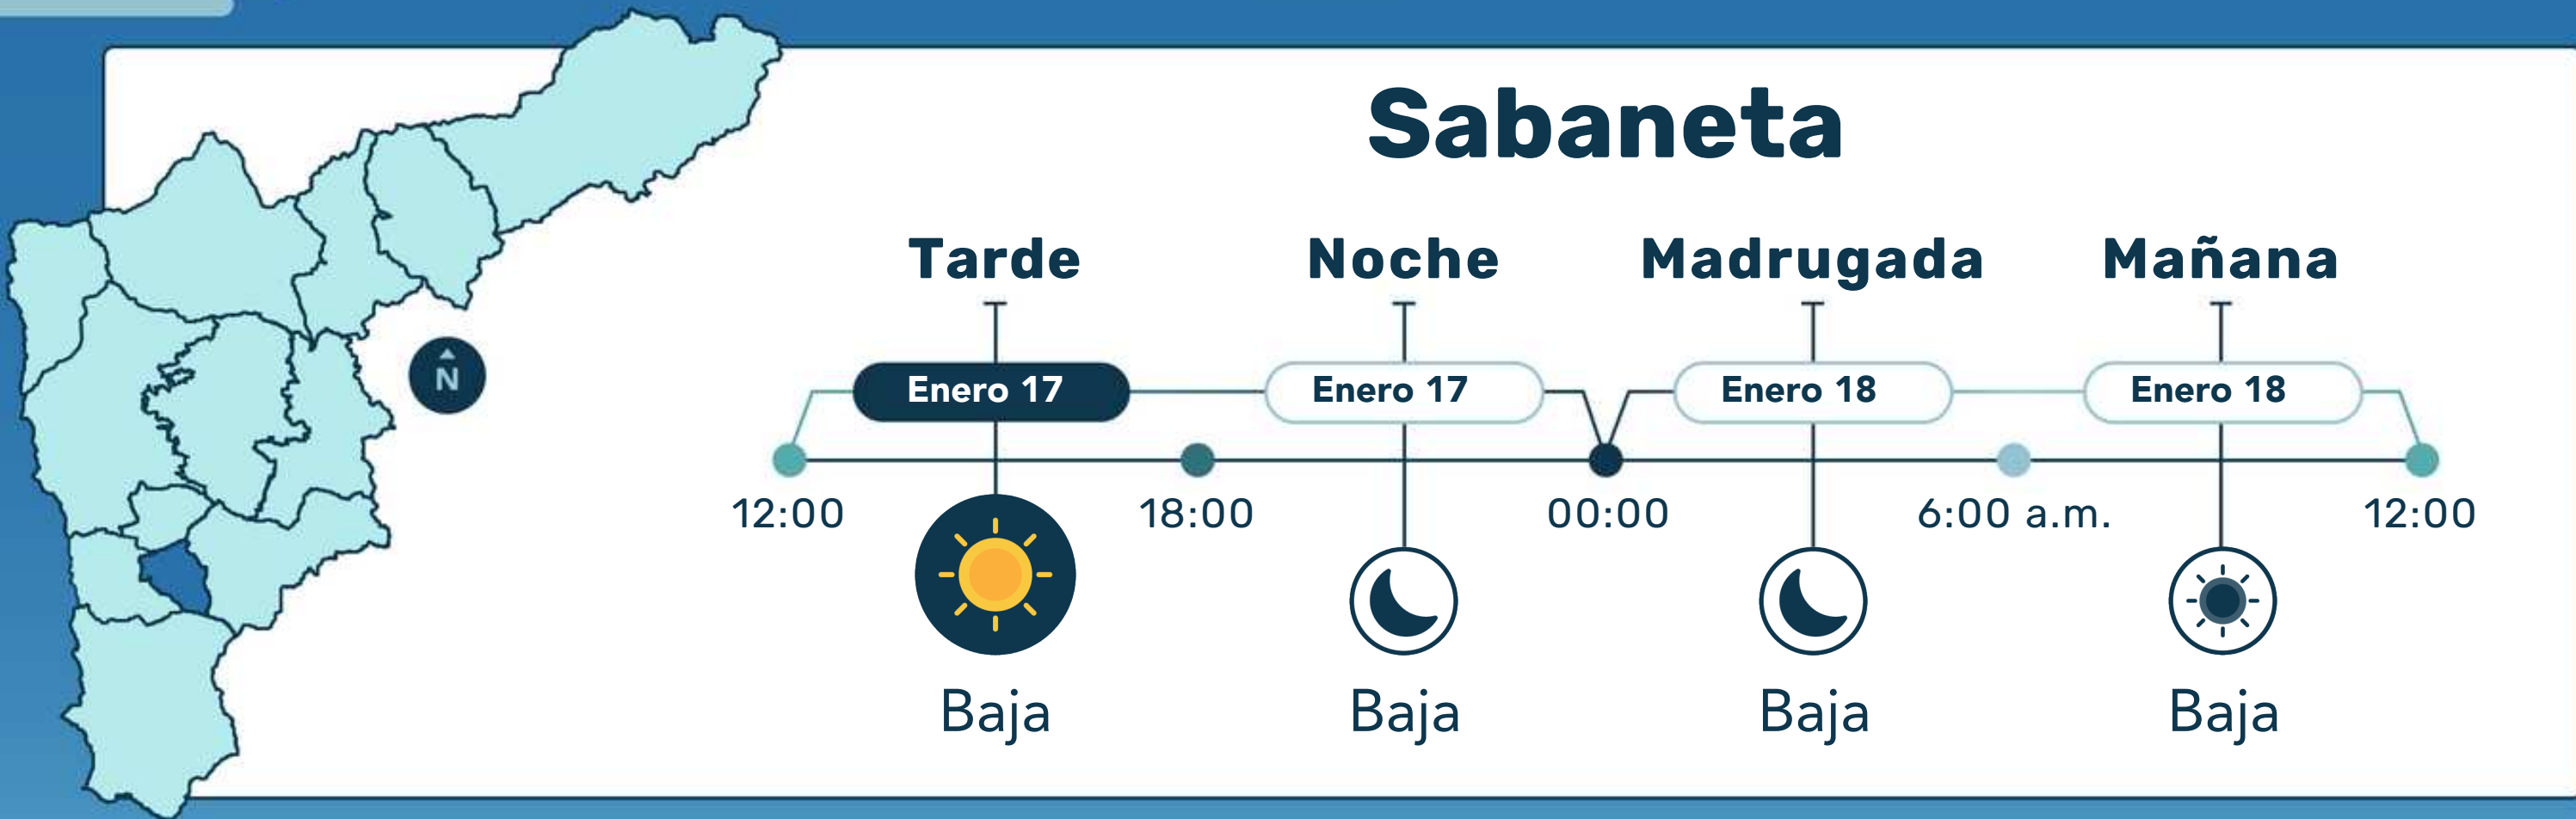 Sabaneta
Tarde Noche Madrugada Mañana
N
Enero 17 Enero 17 Enero 18 Enero 18
12:00 18:00 00:00 6:00 a.m. 12:00
Baja Baja Baja Baja